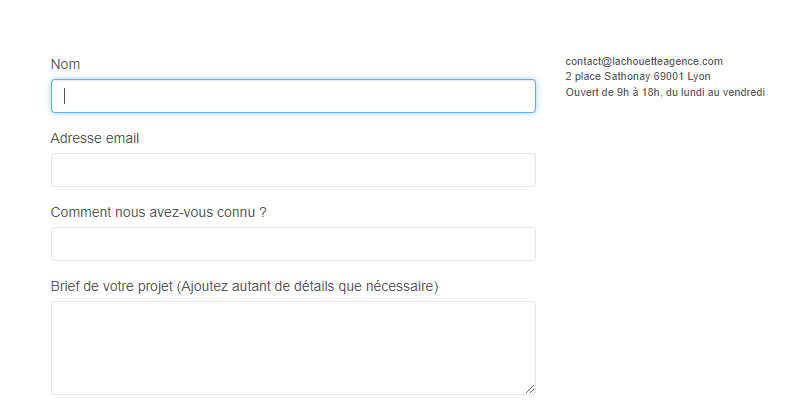 Nom
Adresse email
Comment nous avez-vous connu ?
Brief de votre projet (Ajoutez autant de détails que nécessaire)
contact@lachouetteagence.com
2 place Sathonay 69001 Lyon
Ouvert de 9h à 18h, du lundi au vendredi